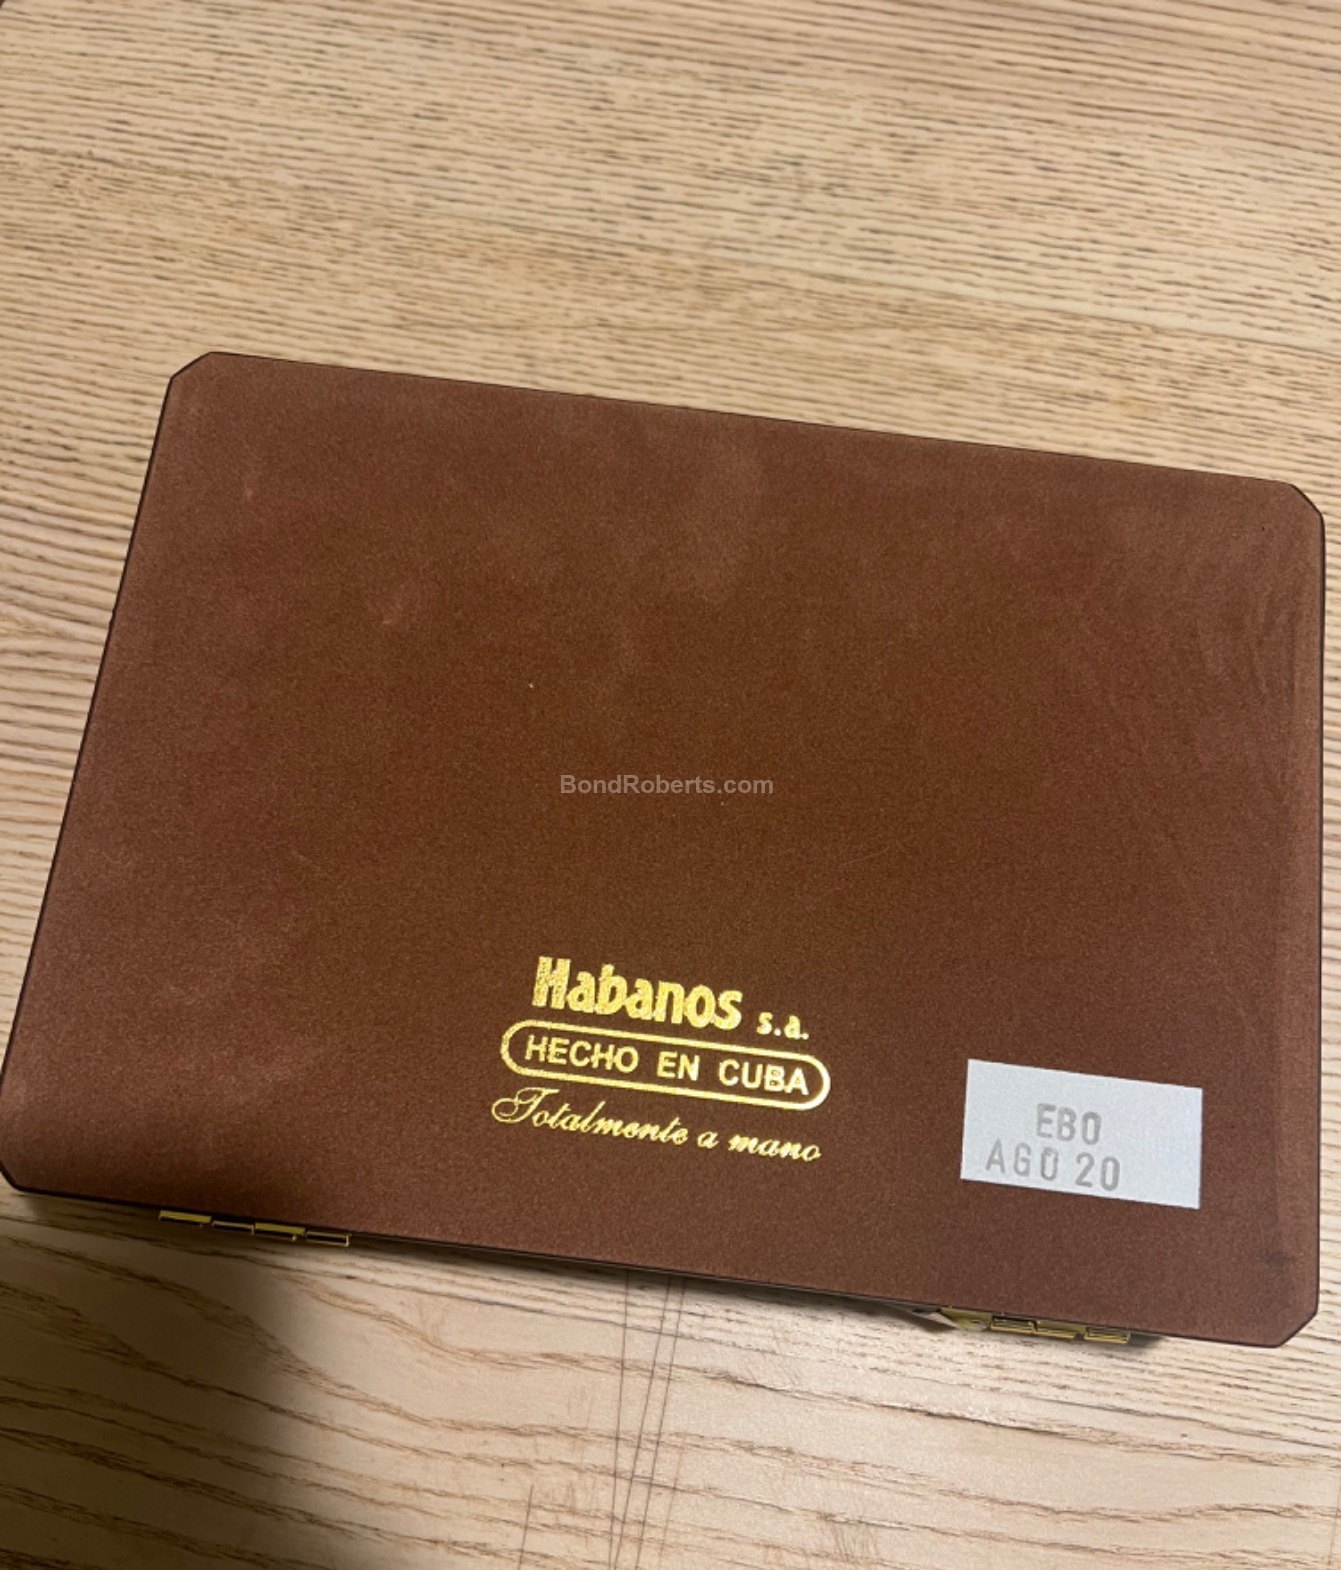 BondRoberts.com
Habanos s.a.
HECHO EN CUBA
Totalmente a mano
EBO
AGO 20